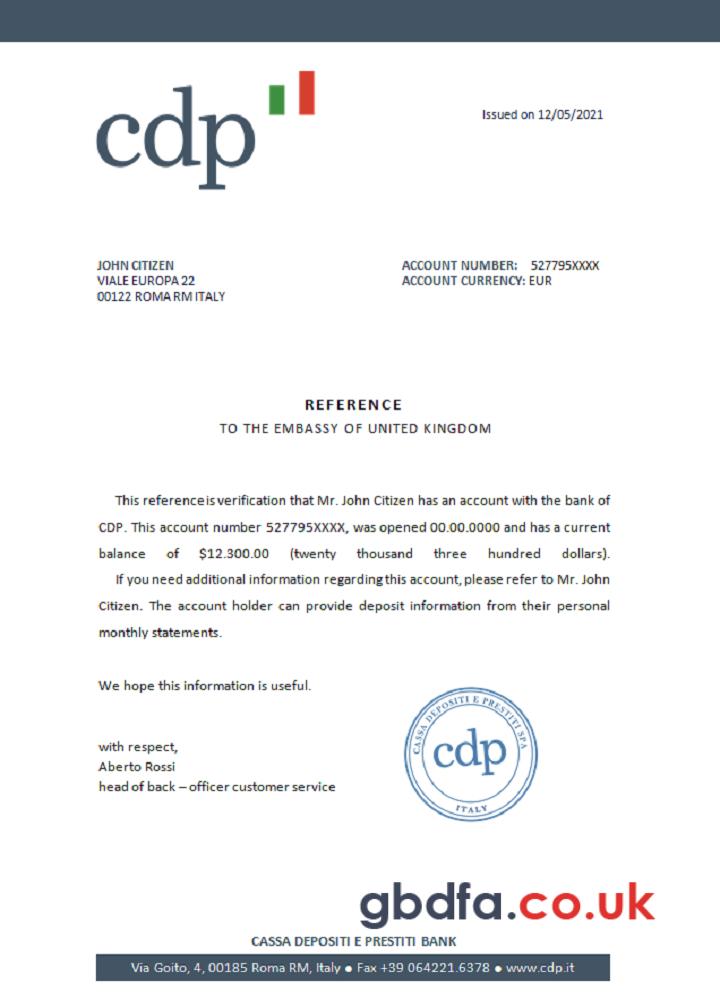 cdp
Issued on 12/05/2021
JOHN CITIZEN
VIALE EUROPA 22
00122 ROMA RM ITALY
ACCOUNT NUMBER: 527795XXXX
ACCOUNT CURRENCY: EUR
REFERENCE
TO THE EMBASSY OF UNITED KINGDOM
This reference is verification that Mr. John Citizen has an account with the bank of
CDP. This account number 527795XXXX, was opened 00.00.0000 and has a current
balance of $12.300.00 (twenty thousand three hundred dollars).
If you need additional information regarding this account, please refer to Mr. John
Citizen. The account holder can provide deposit information from their personal
monthly statements.
We hope this information is useful.
with respect,
Aberto Rossi
head of back – officer customer service
CASSA DEPOSITI E PRESTITI SPA
cdp
ITALY
gbdfa.co.uk
CASSA DEPOSITI E PRESTITI BANK
Via Goito, 4, 00185 Roma RM, Italy ● Fax +39 064221.6378 ● www.cdp.it